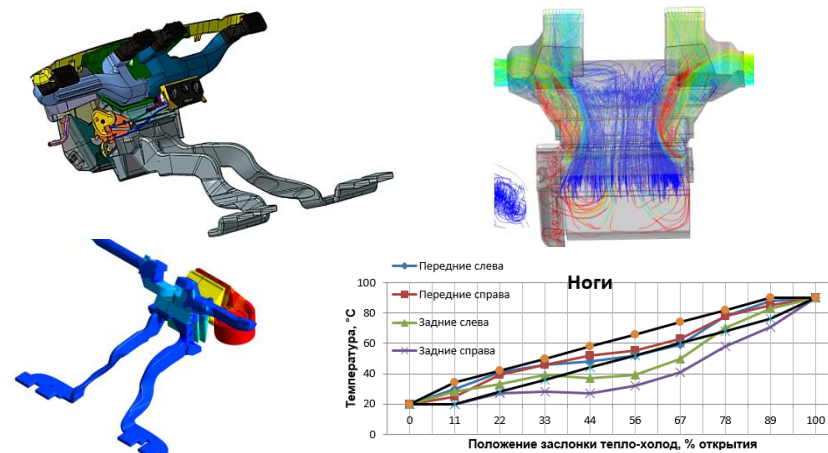 Передние слева
Передние справа
Задние слева
Задние справа
Ноги
Температура, °С
100
80
60
40
20
0
0 11 22 33 44 56 67 78 89 100
Положение заслонки тепло-холод, % открытия